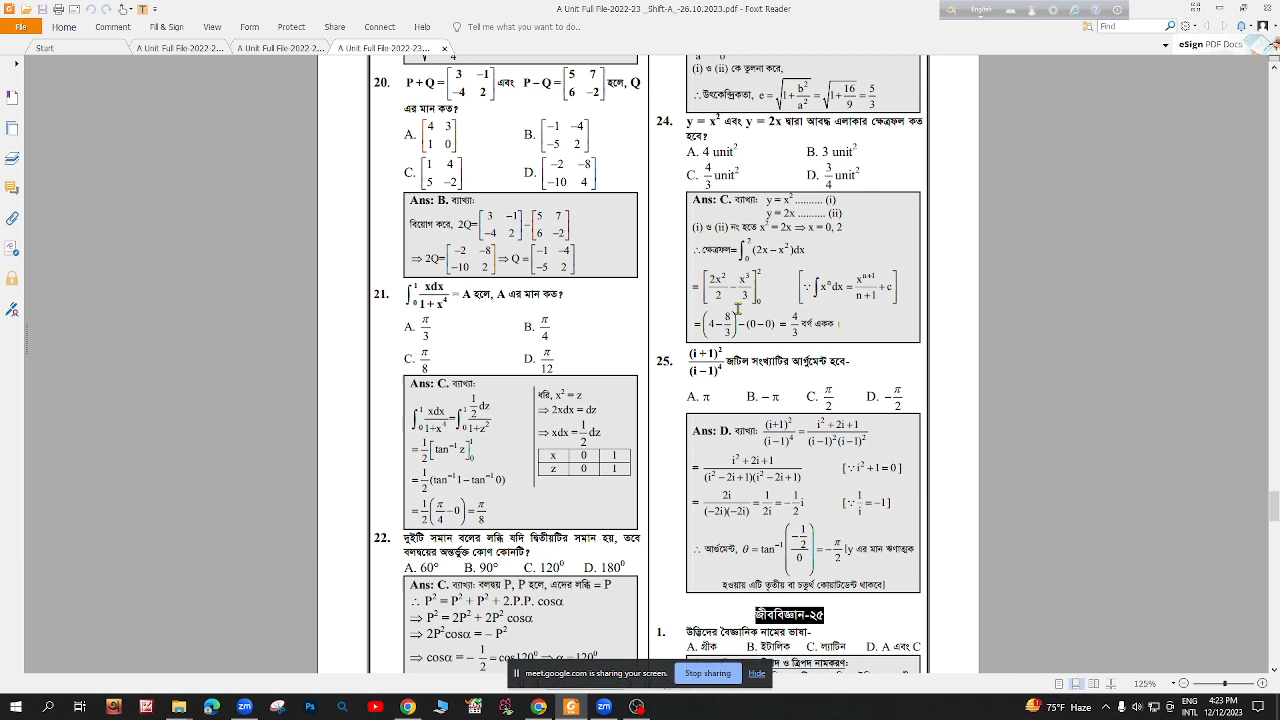 A Unit Full File-2022-23 _Shift-A_-26.10.2023.pdf - Foxit Reader
English
File Home Comment Fill & Sign View Form Protect Share Connect Help Tell me what you want to do..
Find
Start A Unit Full File-2022-2... A Unit Full File-2022-2... A Unit Full File-2022-23...
eSign PDF Docs
4
20. P+Q = [3 −1; −4 2] এবং P−Q = [5 7; 6 −2] হলে, Q
এর মান কত?
A. [4 3; 1 0] B. [−1 −4; −5 2]
C. [1 4; 5 −2] D. [−2 −8; −10 4]
Ans: B. ব্যাখ্যা:
বিয়োগ করে, 2Q= [3 −1; −4 2] − [5 7; 6 −2]
⇒ 2Q= [−2 −8; −10 2] ⇒ Q = [−1 −4; −5 2]
21. ∫₀¹ xdx/(1+x⁴) = A হলে, A এর মান কত?
A. π/3 B. π/4
C. π/8 D. π/12
Ans: C. ব্যাখ্যা:
∫₀¹ xdx/(1+x⁴) = ∫₀¹ (1/2 dz)/(1+z²)
= 1/2 [tan⁻¹ z]₀¹
= 1/2 (tan⁻¹1 − tan⁻¹0)
= 1/2 (π/4 − 0) = π/8
ধরি, x² = z
⇒ 2xdx = dz
⇒ xdx = 1/2 dz
x 0 1
z 0 1
22. দুইটি সমান বলের লব্ধি যদি দ্বিতীয়টির সমান হয়, তবে
বলদ্বয়ের অন্তর্ভুক্ত কোণ কোনটি?
A. 60° B. 90° C. 120⁰ D. 180⁰
Ans: C. ব্যাখ্যা: বলদ্বয় P, P হলে, এদের লব্ধি = P
∴ P² = P² + P² + 2.P.P. cosα
⇒ P² = 2P² + 2P² cosα
⇒ 2P²cosα = − P²
⇒ cosα = − 1/2 = cos120⁰ ⇒ α = 120⁰
a b
(i) ও (ii) কে তুলনা করে,
∴ উৎকেন্দ্রিকতা, e = √(1 + b²/a²) = √(1 + 16/9) = 5/3
24. y = x² এবং y = 2x দ্বারা আবদ্ধ এলাকার ক্ষেত্রফল কত
হবে?
A. 4 unit² B. 3 unit²
C. 4/3 unit² D. 3/4 unit²
Ans: C. ব্যাখ্যা: y = x² .......... (i)
y = 2x .......... (ii)
(i) ও (ii) নং হতে x² = 2x ⇒ x = 0, 2
∴ ক্ষেত্রফল= ∫₀² (2x − x²)dx
= [2x²/2 − x³/3]₀² [∵ ∫xⁿdx = xⁿ⁺¹/(n+1) + c]
= (4 − 8/3) − (0−0) = 4/3 বর্গ একক ।
25. (i+1)²/(i−1)⁴ জটিল সংখ্যাটির আর্গুমেন্ট হবে-
A. π B. − π C. π/2 D. −π/2
Ans: D. ব্যাখ্যা: (i+1)²/(i−1)⁴ = (i² + 2i +1)/((i−1)²(i−1)²)
= (i² + 2i +1)/((i² −2i +1)(i² −2i +1)) [∵ i² +1 = 0]
= 2i/((−2i)(−2i)) = 1/2i = −1/2 i [∵ 1/i = −1]
∴ আর্গুমেন্ট, θ = tan⁻¹ ((−1/2)/0) = −π/2 [y এর মান ঋণাত্মক
হওয়ায় এটি তৃতীয় বা চতুর্থ কোয়াটডেন্ট থাকবে]
জীববিজ্ঞান-২৫
1. উদ্ভিদের বৈজ্ঞানিক নামের ভাষা-
A. গ্রীক B. ইটালিক C. ল্যাটিন D. A এবং C
ও ত্রিপদ নামকরণ:
meet.google.com is sharing your screen. Stop sharing Hide
125%
75°F Haze
ENG
INTL
4:23 PM
12/12/2023